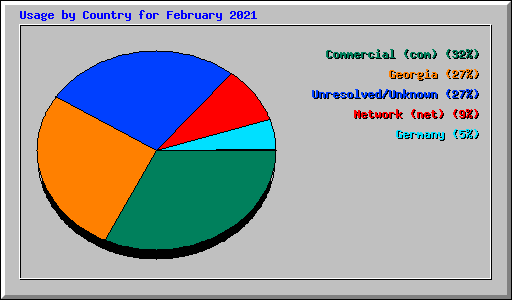 Usage by Country for February 2021
Commercial (com) (32%)
Georgia (27%)
Unresolved/Unknown (27%)
Network (net) (9%)
Germany (5%)